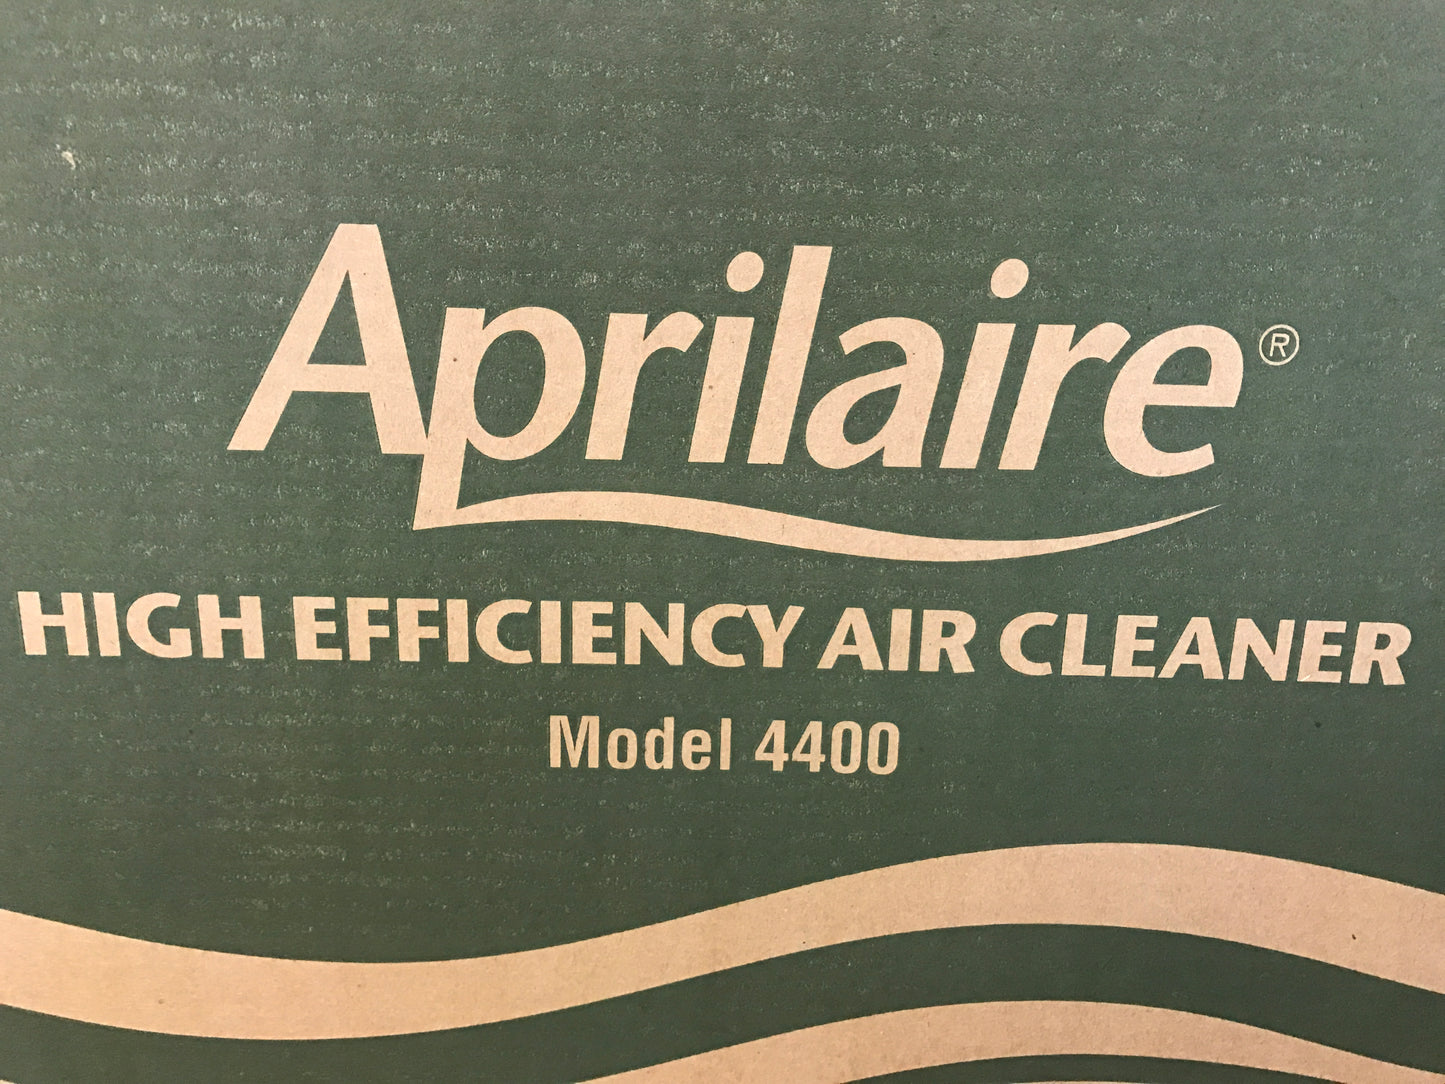 Aprilaire®
HIGH EFFICIENCY AIR CLEANER
Model 4400